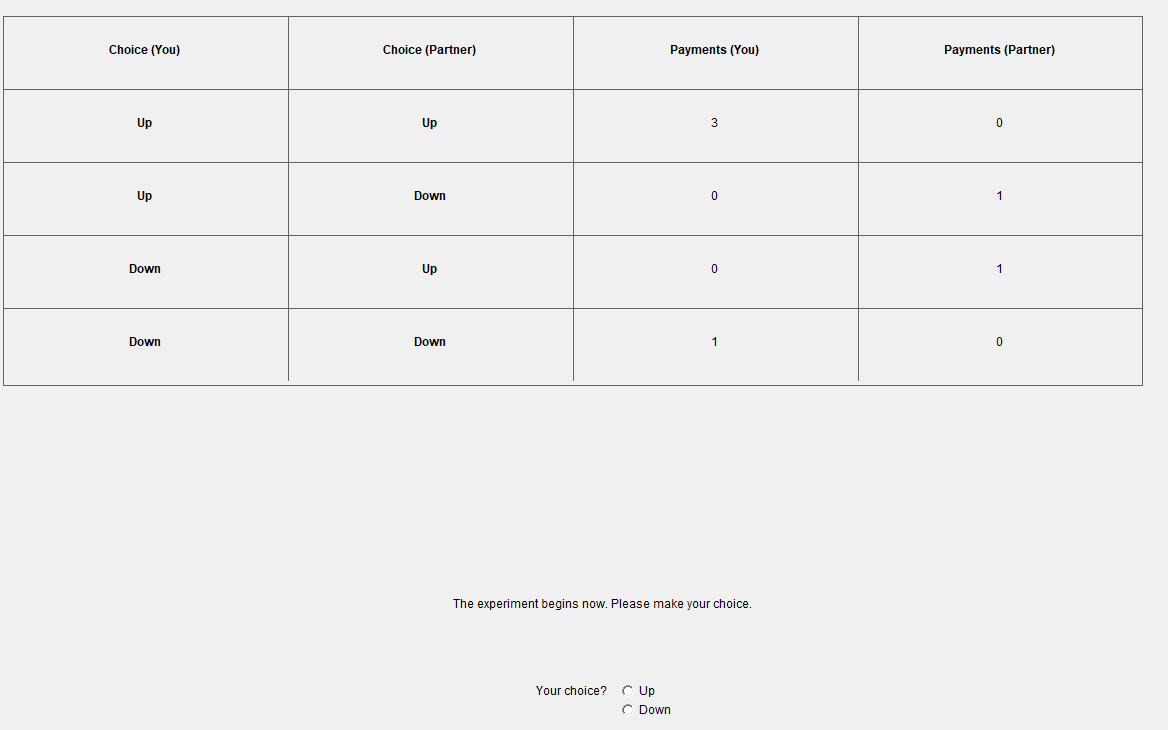 Choice (You) Choice (Partner) Payments (You) Payments (Partner)
Up Up 3 0
Up Down 0 1
Down Up 0 1
Down Down 1 0
The experiment begins now. Please make your choice.
Your choice? Up
Down